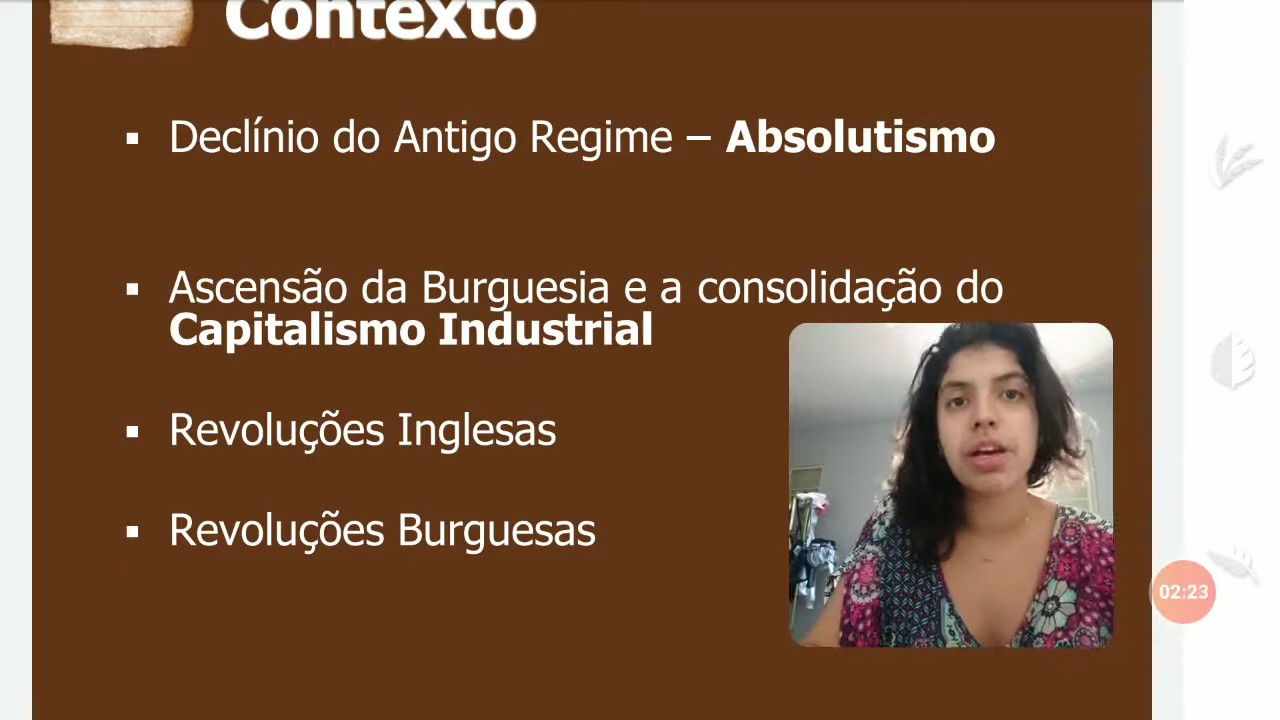 Contexto
▪ Declínio do Antigo Regime – Absolutismo
▪ Ascensão da Burguesia e a consolidação do
Capitalismo Industrial
▪ Revoluções Inglesas
▪ Revoluções Burguesas
02:23